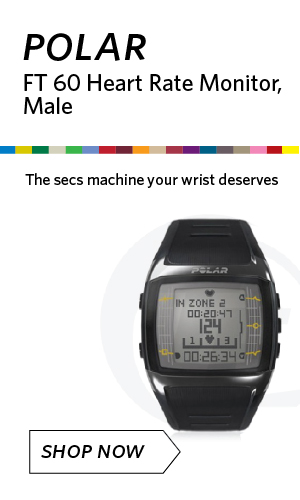 POLAR
FT 60 Heart Rate Monitor,
Male
The secs machine your wrist deserves
POLAR
IN ZONE 2
00:20:47
124
1 3
00:26:34
SHOP NOW